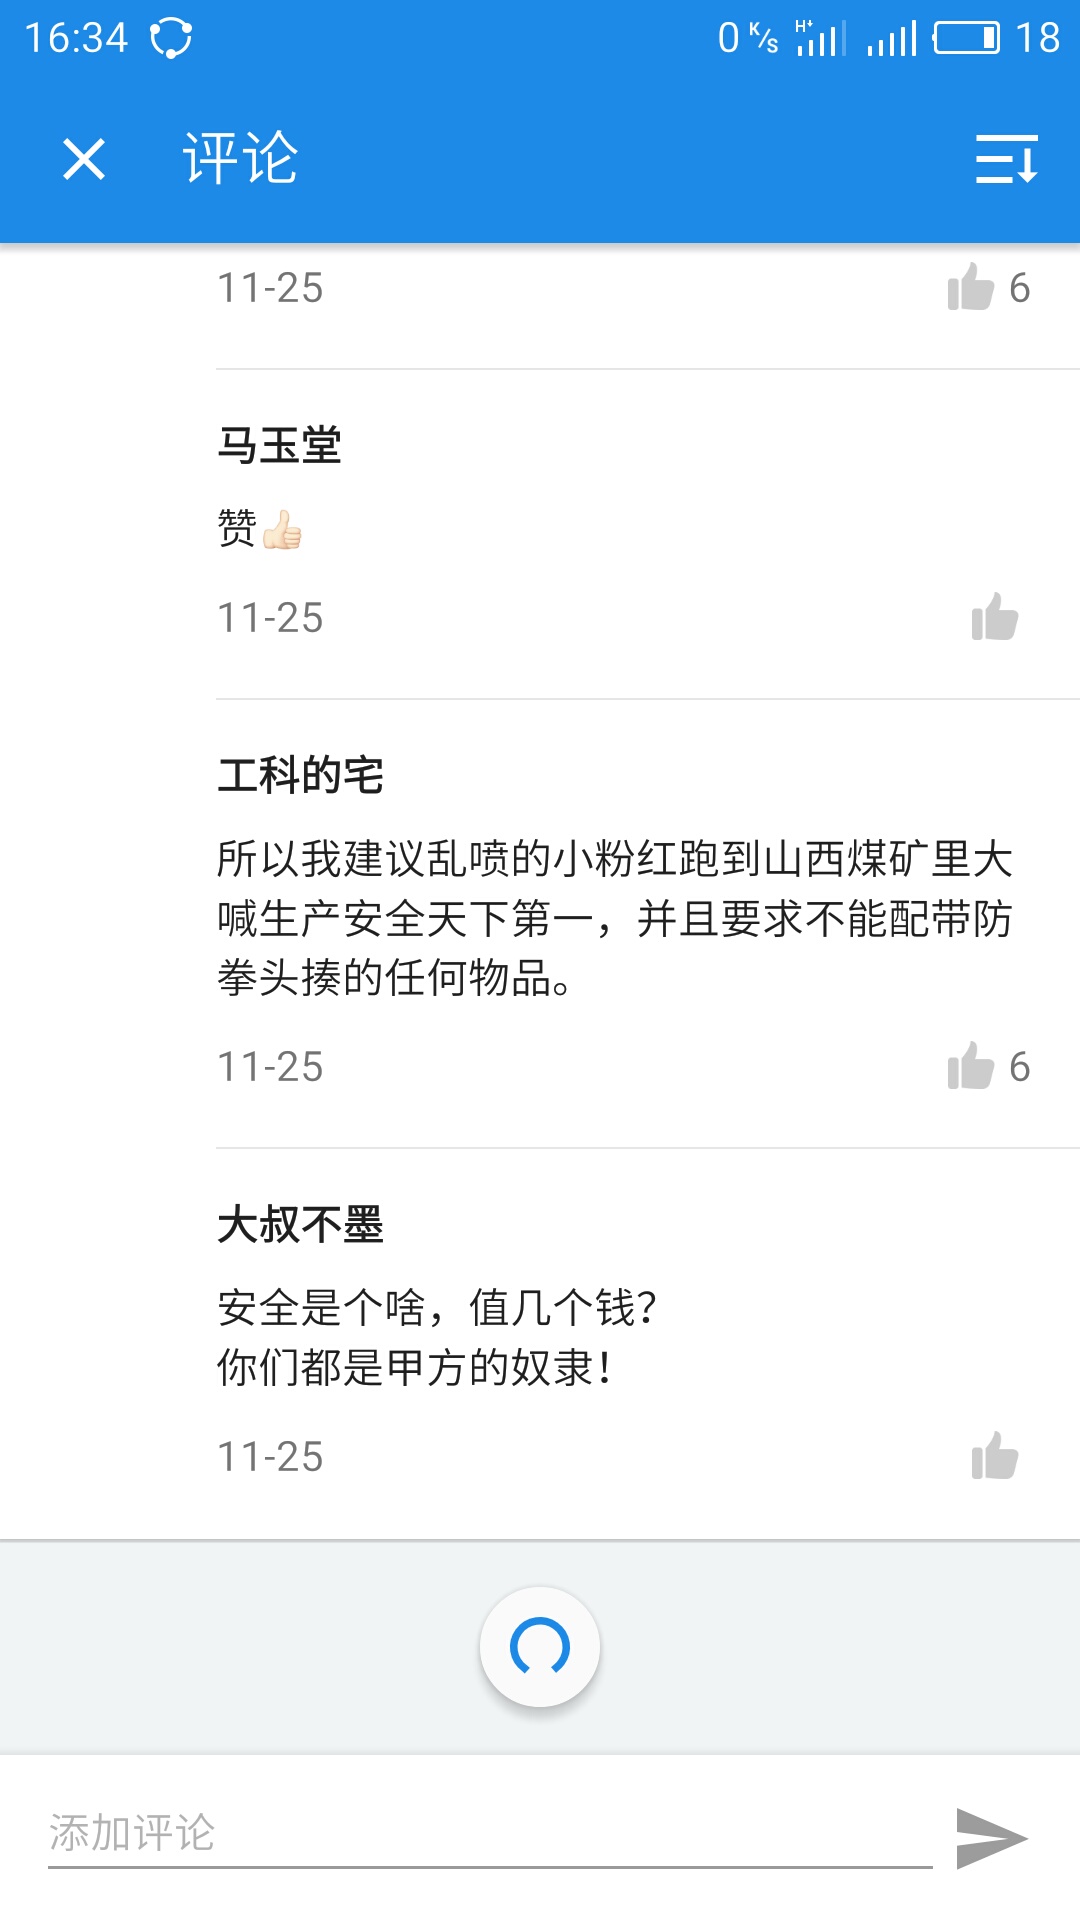 16:34 0 K/s H+ 18
评论
11-25 6
马玉堂
赞👍🏻
11-25
工科的宅
所以我建议乱喷的小粉红跑到山西煤矿里大
喊生产安全天下第一，并且要求不能配带防
拳头揍的任何物品。
11-25 6
大叔不墨
安全是个啥，值几个钱？
你们都是甲方的奴隶！
11-25
添加评论